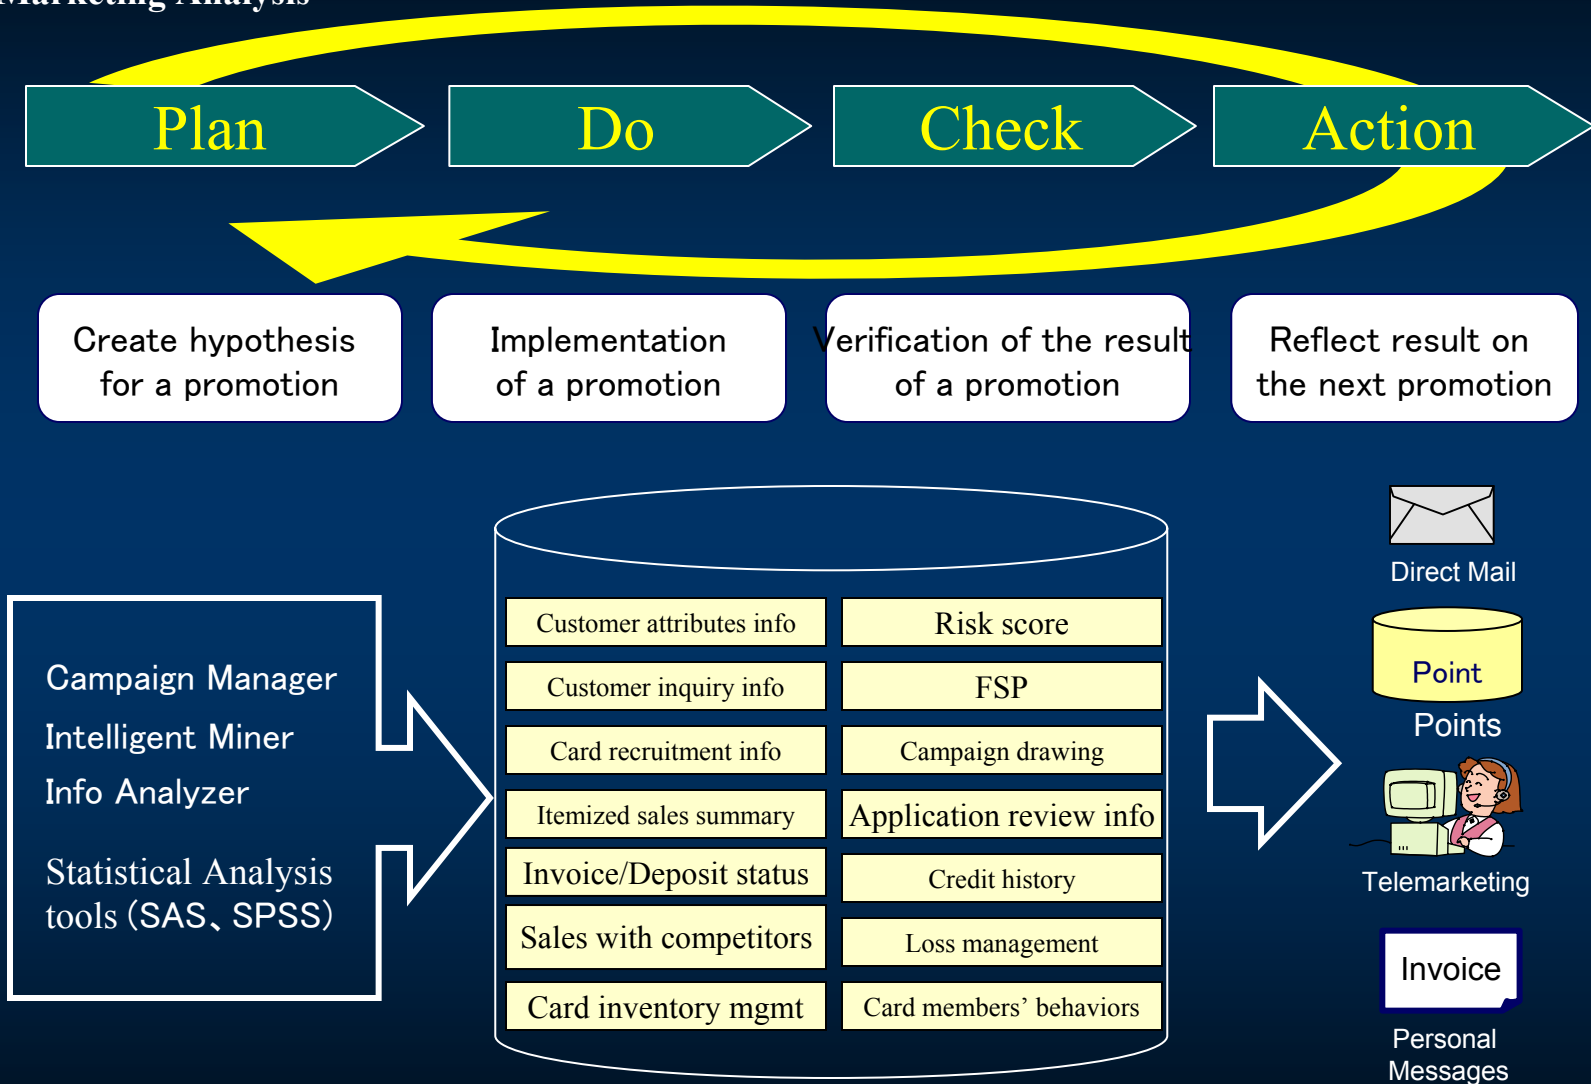 Marketing Analysis
Plan
Do
Check
Action
Create hypothesis
for a promotion
Implementation
of a promotion
Verification of the result
of a promotion
Reflect result on
the next promotion
Campaign Manager
Intelligent Miner
Info Analyzer
Statistical Analysis
tools（SAS、SPSS）
Customer attributes info
Customer inquiry info
Card recruitment info
Itemized sales summary
Invoice/Deposit status
Sales with competitors
Card inventory mgmt
Risk score
FSP
Campaign drawing
Application review info
Credit history
Loss management
Card members’ behaviors
Direct Mail
Point
Points
Telemarketing
Invoice
Personal
Messages